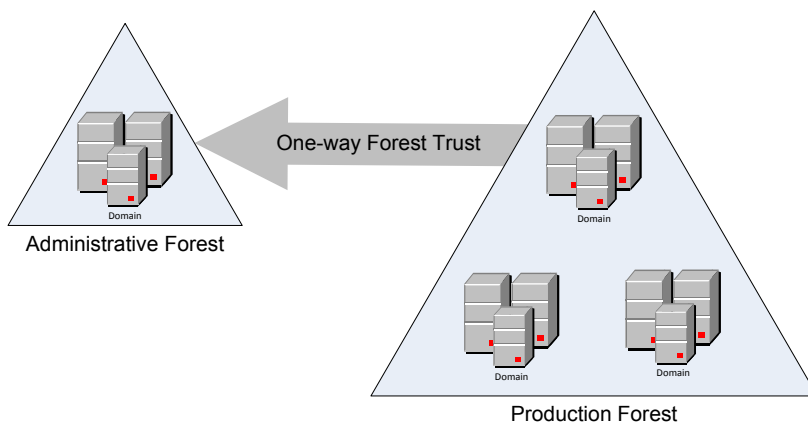 One-way Forest Trust
Domain
Domain
Administrative Forest
Domain
Domain
Production Forest